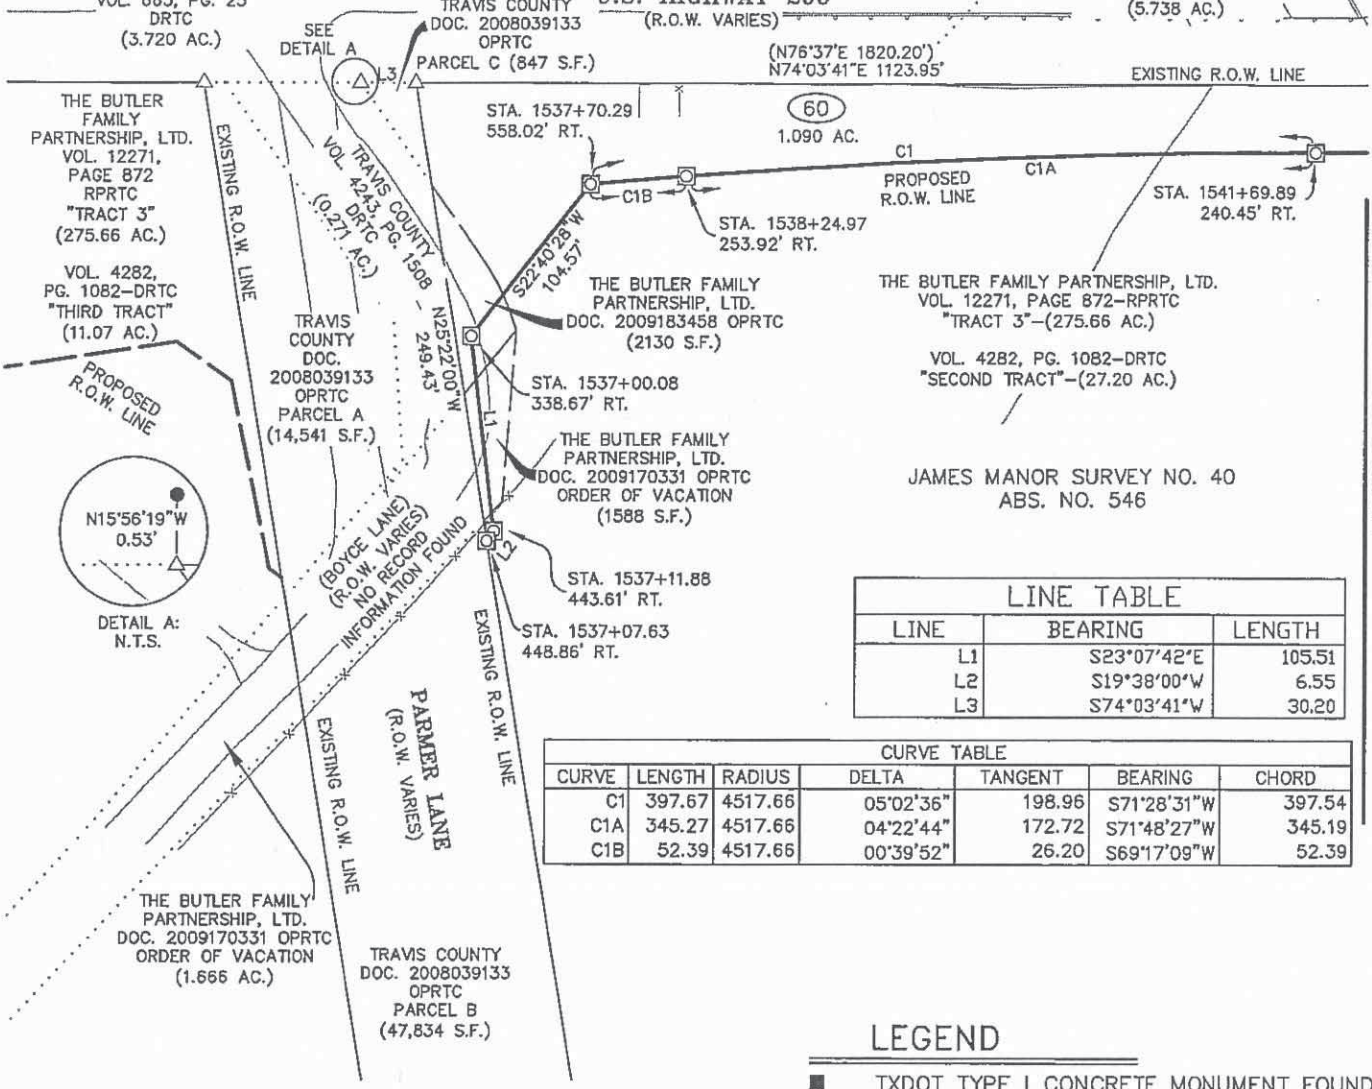 VOL. 683, PG. 25
DRTC
(3.720 AC.)
SEE
DETAIL A
TRAVIS COUNTY
DOC. 2008039133
OPRTC
PARCEL C (847 S.F.)
U.S. HIGHWAY 290
(R.O.W. VARIES)
(5.738 AC.)
(N76°37'E 1820.20')
N74°03'41"E 1123.95'
EXISTING R.O.W. LINE
L3
THE BUTLER
FAMILY
PARTNERSHIP, LTD.
VOL. 12271,
PAGE 872
RPRTC
"TRACT 3"
(275.66 AC.)
VOL. 4282,
PG. 1082-DRTC
"THIRD TRACT"
(11.07 AC.)
EXISTING R.O.W. LINE
TRAVIS COUNTY
VOL. 4243, PG. 1508
DRTC
(0.271 AC.)
STA. 1537+70.29
558.02' RT.
60
1.090 AC.
C1
C1A
C1B
PROPOSED
R.O.W. LINE
STA. 1538+24.97
253.92' RT.
STA. 1541+69.89
240.45' RT.
S22°40'28"W
104.57'
THE BUTLER FAMILY
PARTNERSHIP, LTD.
DOC. 2009183458 OPRTC
(2130 S.F.)
THE BUTLER FAMILY PARTNERSHIP, LTD.
VOL. 12271, PAGE 872-RPRTC
"TRACT 3"-(275.66 AC.)
VOL. 4282, PG. 1082-DRTC
"SECOND TRACT"-(27.20 AC.)
TRAVIS
COUNTY
DOC.
2008039133
OPRTC
PARCEL A
(14,541 S.F.)
N25°22'00"W
249.43'
PROPOSED
R.O.W. LINE
STA. 1537+00.08
338.67' RT.
L1
THE BUTLER FAMILY
PARTNERSHIP, LTD.
DOC. 2009170331 OPRTC
ORDER OF VACATION
(1588 S.F.)
JAMES MANOR SURVEY NO. 40
ABS. NO. 546
N15°56'19"W
0.53'
DETAIL A:
N.T.S.
(BOYCE LANE)
(R.O.W. VARIES)
NO RECORD
INFORMATION FOUND
L2
STA. 1537+11.88
443.61' RT.
STA. 1537+07.63
448.86' RT.
EXISTING R.O.W. LINE
EXISTING R.O.W. LINE
PARMER LANE
(R.O.W. VARIES)
LINE TABLE
LINE BEARING LENGTH
L1 S23°07'42"E 105.51
L2 S19°38'00"W 6.55
L3 S74°03'41"W 30.20
CURVE TABLE
CURVE LENGTH RADIUS DELTA TANGENT BEARING CHORD
C1 397.67 4517.66 05°02'36" 198.96 S71°28'31"W 397.54
C1A 345.27 4517.66 04°22'44" 172.72 S71°48'27"W 345.19
C1B 52.39 4517.66 00°39'52" 26.20 S69°17'09"W 52.39
THE BUTLER FAMILY
PARTNERSHIP, LTD.
DOC. 2009170331 OPRTC
ORDER OF VACATION
(1.666 AC.)
TRAVIS COUNTY
DOC. 2008039133
OPRTC
PARCEL B
(47,834 S.F.)
LEGEND
TXDOT TYPE I CONCRETE MONUMENT FOUND